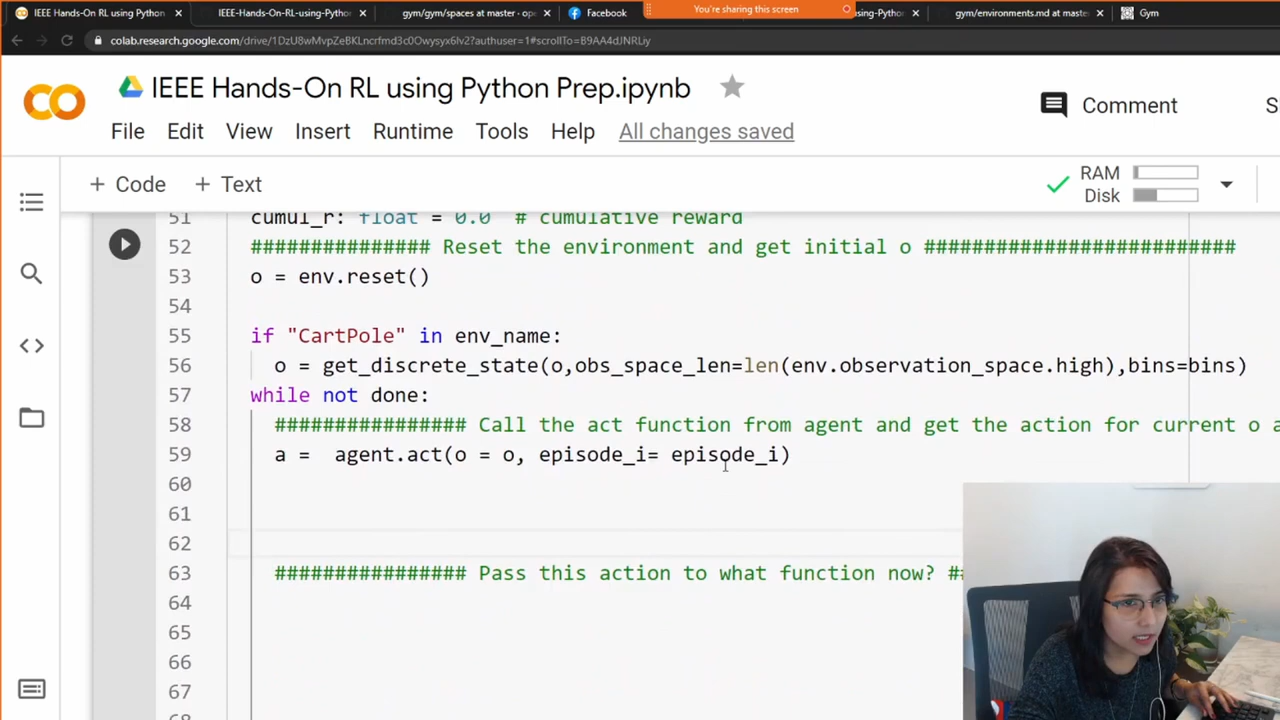 IEEE Hands-On RL using Python
IEEE-Hands-On-RL-using-Python-
gym/gym/spaces at master · ope
Facebook
You're sharing this screen
using-Python-
gym/environments.md at master
Gym
colab.research.google.com/drive/1DzU8wMvpZeBKLncrfmd3c0Owysyx6lv2?authuser=1#scrollTo=B9AA4dJNRLiy
IEEE Hands-On RL using Python Prep.ipynb
Comment
S
File Edit View Insert Runtime Tools Help All changes saved
+ Code + Text
RAM
Disk
51 cumul_r: float = 0.0 # cumulative reward
52 ############### Reset the environment and get initial o ##########################
53 o = env.reset()
54
55 if "CartPole" in env_name:
56 o = get_discrete_state(o,obs_space_len=len(env.observation_space.high),bins=bins)
57 while not done:
58 ################ Call the act function from agent and get the action for current o a
59 a = agent.act(o = o, episode_i= episode_i)
60
61
62
63 ################ Pass this action to what function now? ##
64
65
66
67
68